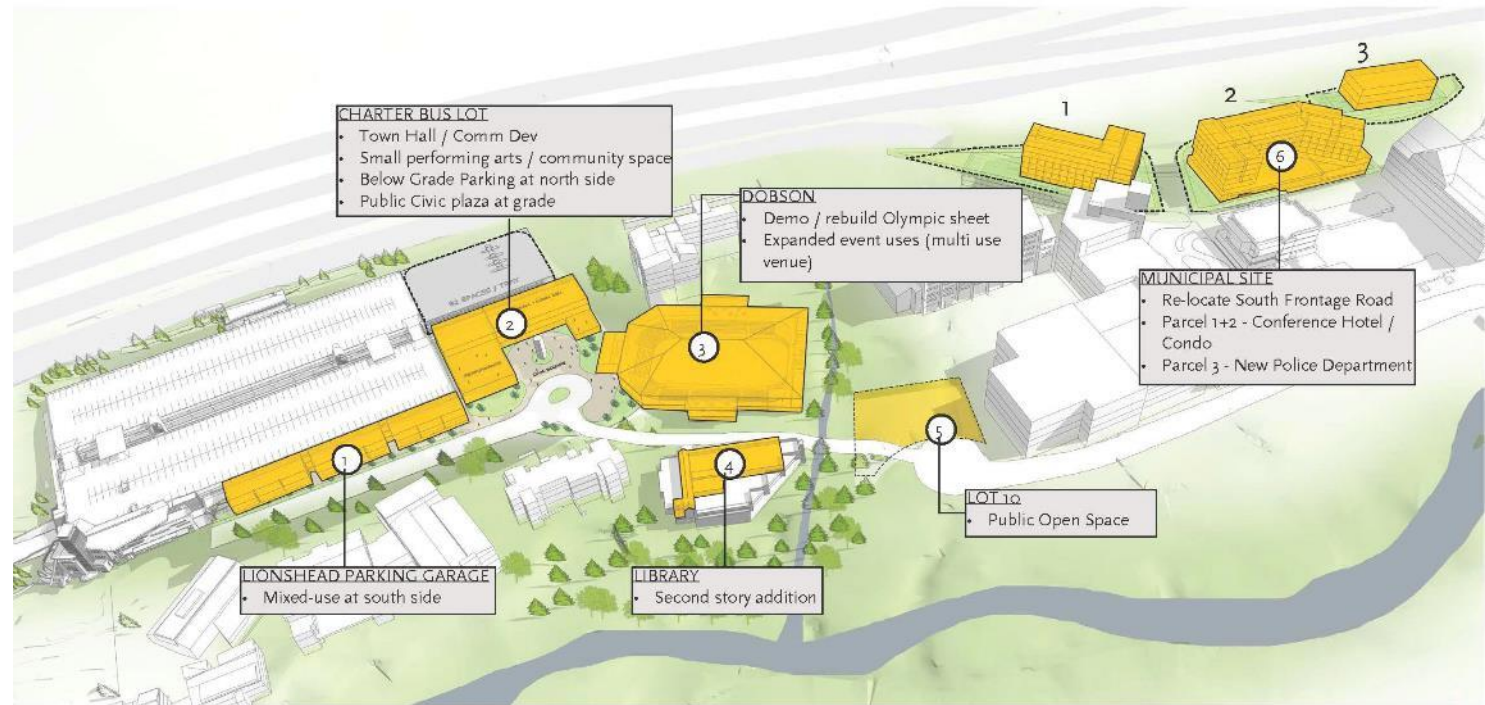 CHARTER BUS LOT
• Town Hall / Comm Dev
• Small performing arts / community space
• Below Grade Parking at north side
• Public Civic plaza at grade
DOBSON
• Demo / rebuild Olympic sheet
• Expanded event uses (multi use
venue)
1
2
3
MUNICIPAL SITE
• Re-locate South Frontage Road
• Parcel 1+2 - Conference Hotel /
Condo
• Parcel 3 - New Police Department
LIONSHEAD PARKING GARAGE
• Mixed-use at south side
LIBRARY
• Second story addition
LOT 10
• Public Open Space
1
2
3
4
5
6